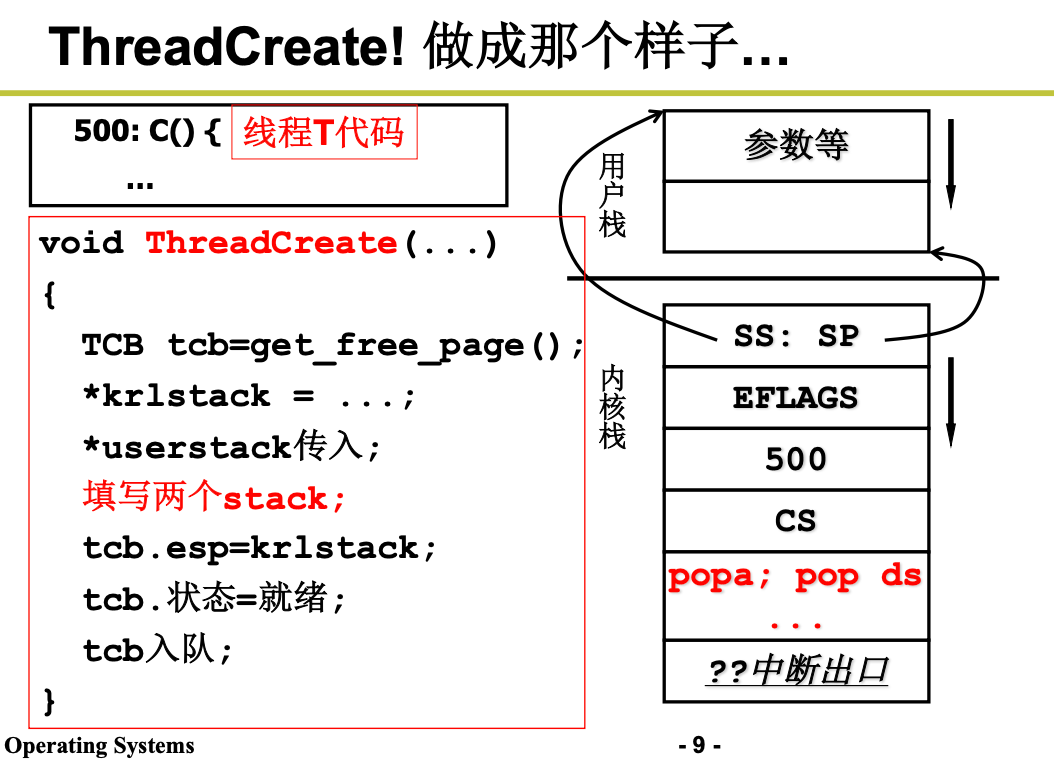 ThreadCreate! 做成那个样子…
500: C() { 线程T代码
…
void ThreadCreate(...)
{
TCB tcb=get_free_page();
*krlstack = ...;
*userstack传入;
填写两个stack;
tcb.esp=krlstack;
tcb.状态=就绪;
tcb入队;
}
用户栈
参数等
内核栈
SS: SP
EFLAGS
500
CS
popa; pop ds
...
??中断出口
Operating Systems
- 9 -